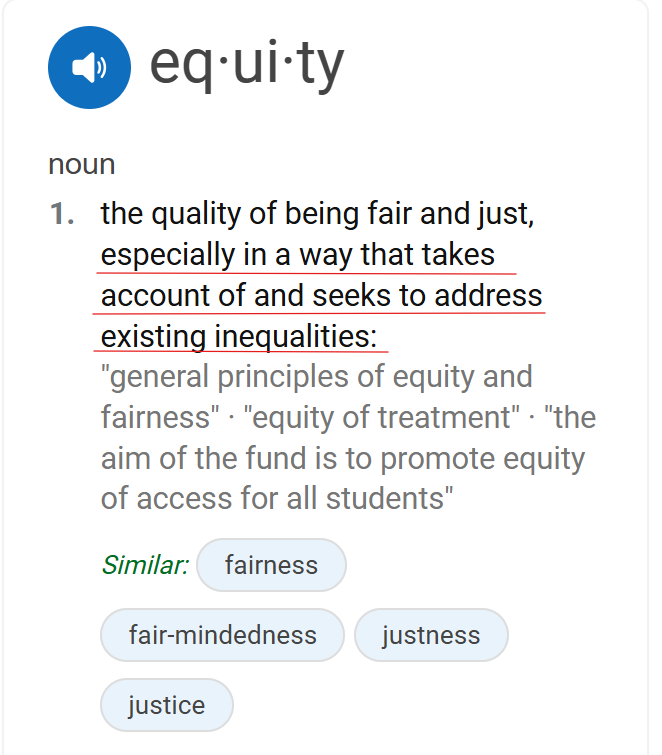 eq·ui·ty
noun
1. the quality of being fair and just,
especially in a way that takes
account of and seeks to address
existing inequalities:
"general principles of equity and
fairness" · "equity of treatment" · "the
aim of the fund is to promote equity
of access for all students"
Similar: fairness
fair-mindedness justness
justice